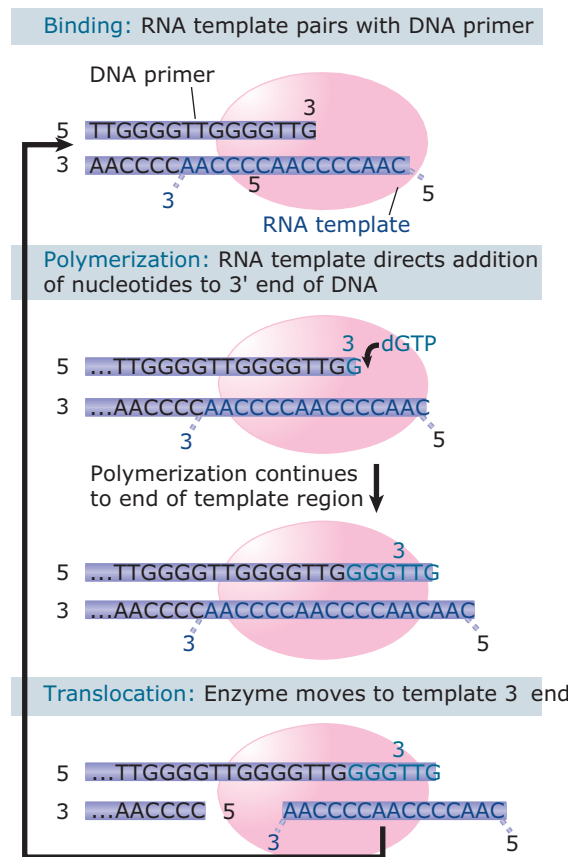 Binding: RNA template pairs with DNA primer
DNA primer
3
5 TTGGGGTTGGGGTTG
3 AACCCCAACCCCAACCCCAAC
3 5 5
RNA template
Polymerization: RNA template directs addition
of nucleotides to 3' end of DNA
3 dGTP
5 ...TTGGGGTTGGGGTTGG
3 ...AACCCCAACCCCAACCCCAAC
3 5
Polymerization continues
to end of template region
3
5 ...TTGGGGTTGGGGTTGGGGTTG
3 ...AACCCCAACCCCAACCCCAACAAC
3 5
Translocation: Enzyme moves to template 3 end
3
5 ...TTGGGGTTGGGGTTGGGGTTG
3 ...AACCCC 5 AACCCCAACCCCAAC
3 5